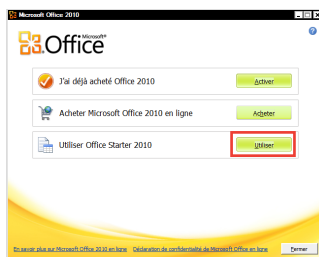 Microsoft Office 2010
Microsoft®
Office
J'ai déjà acheté Office 2010
Activer
Acheter Microsoft Office 2010 en ligne
Acheter
Utiliser Office Starter 2010
Utiliser
En savoir plus sur Microsoft Office 2010 en ligne
Déclaration de confidentialité de Microsoft Office en ligne
Fermer